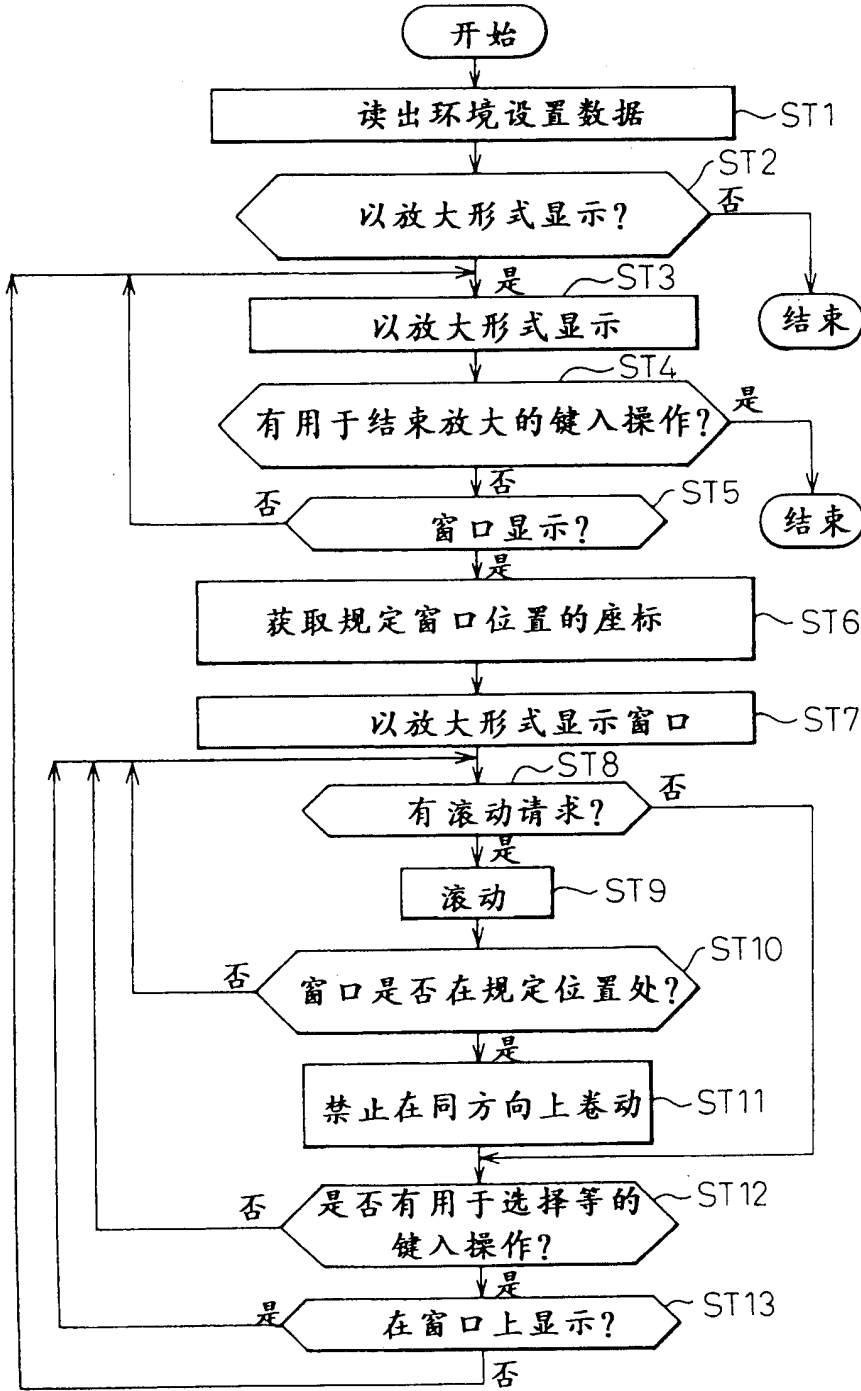 开始
读出环境设置数据
ST1
ST2
以放大形式显示?
否
是
ST3
以放大形式显示
结束
ST4
有用于结束放大的键入操作?
是
否
否
ST5
窗口显示?
结束
是
获取规定窗口位置的座标
ST6
以放大形式显示窗口
ST7
ST8
有滚动请求?
否
是
滚动
ST9
ST10
否
窗口是否在规定位置处?
是
禁止在同方向上卷动
ST11
否
是否有用于选择等的
键入操作?
ST12
是
是
在窗口上显示?
ST13
否